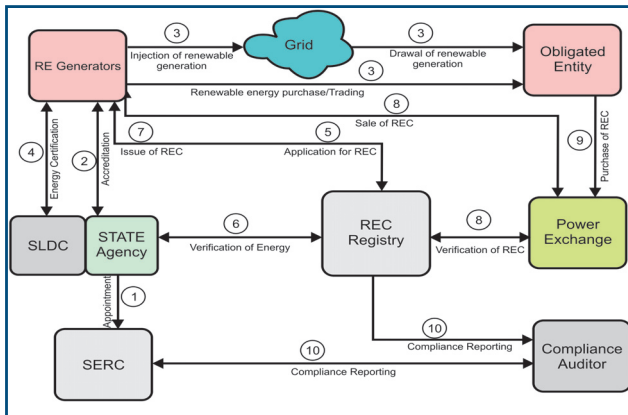 3
Grid
3
RE Generators
Injection of renewable
generation
Drawal of renewable
generation
Obligated
Entity
3
Renewable energy purchase/Trading
8
Sale of REC
7
5
Issue of REC
Application for REC
4
Energy Certification
2
Accreditation
9
Purchase of REC
SLDC
STATE
Agency
6
Verification of Energy
REC
Registry
8
Verification of REC
Power
Exchange
Appointment
1
10
Compliance Reporting
SERC
10
Compliance Reporting
Compliance
Auditor